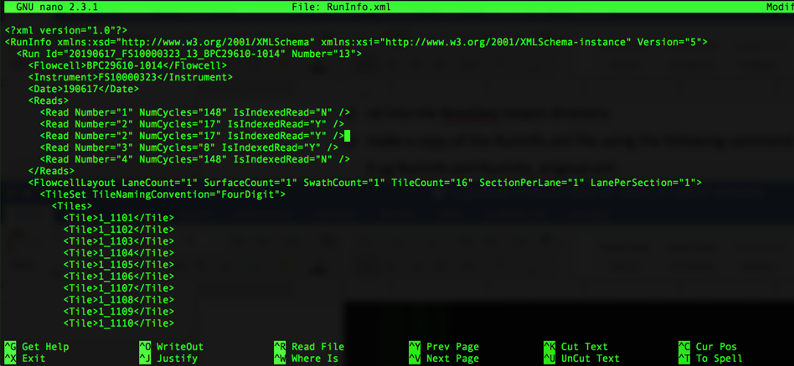 GNU nano 2.3.1 File: RunInfo.xml Modif
<?xml version="1.0"?>
<RunInfo xmlns:xsd="http://www.w3.org/2001/XMLSchema" xmlns:xsi="http://www.w3.org/2001/XMLSchema-instance" Version="5">
<Run Id="20190617_FS10000323_13_BPC29610-1014" Number="13">
<Flowcell>BPC29610-1014</Flowcell>
<Instrument>FS10000323</Instrument>
<Date>190617</Date>
<Reads>
<Read Number="1" NumCycles="148" IsIndexedRead="N" />
<Read Number="2" NumCycles="17" IsIndexedRead="Y" />
<Read Number="2" NumCycles="17" IsIndexedRead="Y" />
<Read Number="3" NumCycles="8" IsIndexedRead="Y" />
<Read Number="4" NumCycles="148" IsIndexedRead="N" />
</Reads>
<FlowcellLayout LaneCount="1" SurfaceCount="1" SwathCount="1" TileCount="16" SectionPerLane="1" LanePerSection="1">
<TileSet TileNamingConvention="FourDigit">
<Tiles>
<Tile>1_1101</Tile>
<Tile>1_1102</Tile>
<Tile>1_1103</Tile>
<Tile>1_1104</Tile>
<Tile>1_1105</Tile>
<Tile>1_1106</Tile>
<Tile>1_1107</Tile>
<Tile>1_1108</Tile>
<Tile>1_1109</Tile>
<Tile>1_1110</Tile>
^G Get Help ^O WriteOut ^R Read File ^Y Prev Page ^K Cut Text ^C Cur Pos
^X Exit ^J Justify ^W Where Is ^V Next Page ^U UnCut Text ^T To Spell